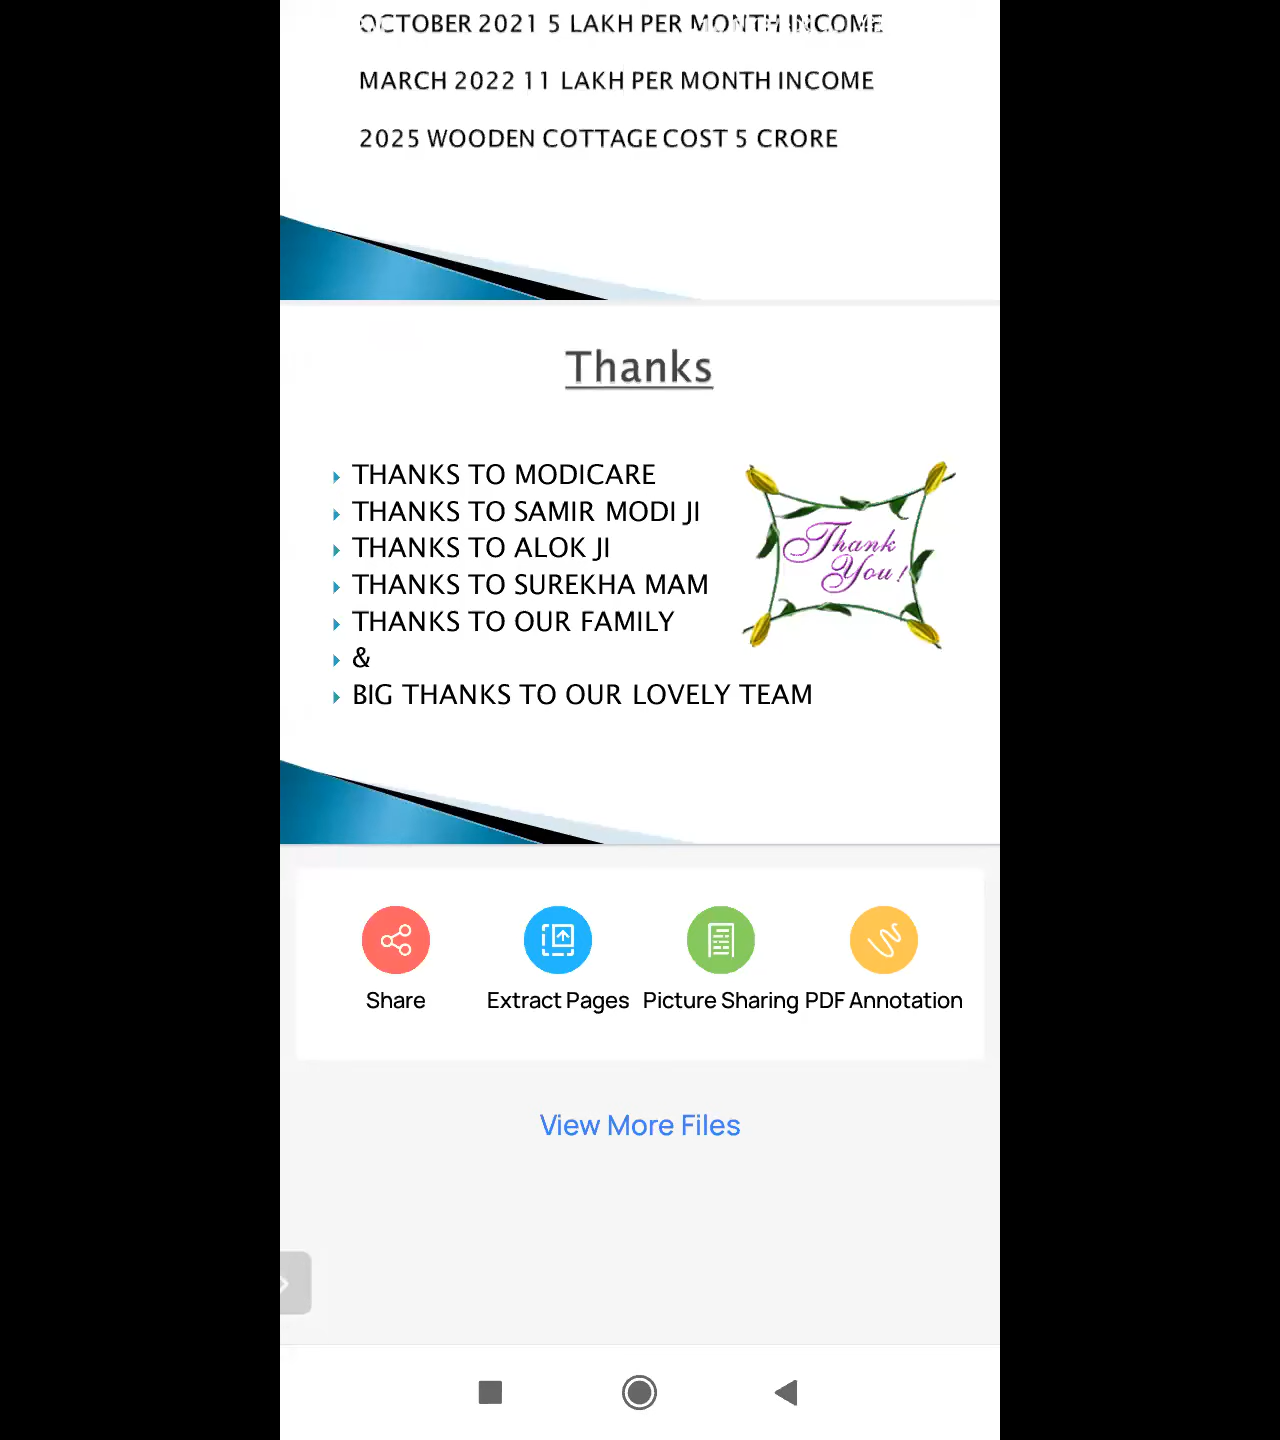 OCTOBER 2021 5 LAKH PER MONTH INCOME
MARCH 2022 11 LAKH PER MONTH INCOME
2025 WOODEN COTTAGE COST 5 CRORE
Thanks
THANKS TO MODICARE
THANKS TO SAMIR MODI JI
THANKS TO ALOK JI
THANKS TO SUREKHA MAM
THANKS TO OUR FAMILY
&
BIG THANKS TO OUR LOVELY TEAM
Thank
You!
Share Extract Pages Picture Sharing PDF Annotation
View More Files